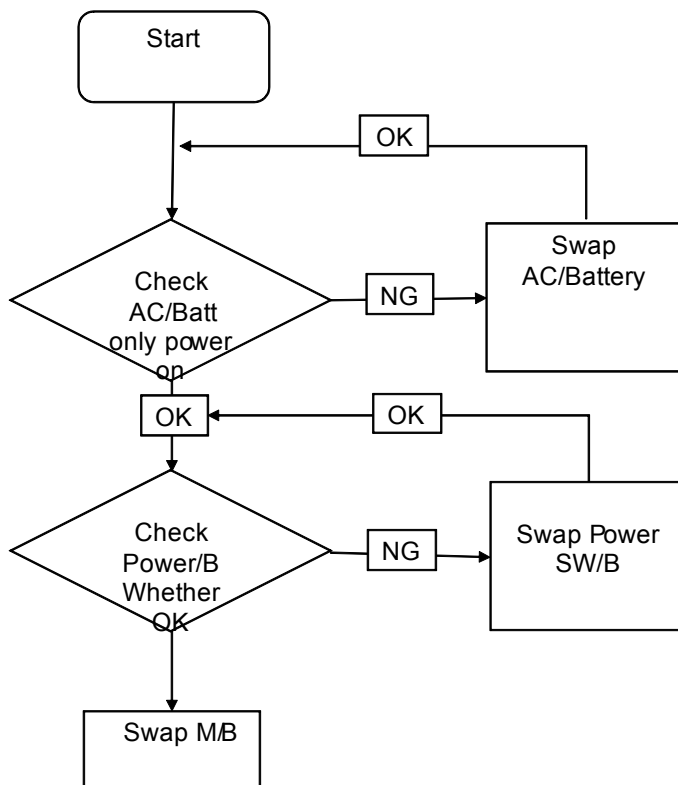 Start
OK
Swap
AC/Battery
Check
AC/Batt
only power
on
NG
OK
OK
Check
Power/B
Whether
OK
NG
Swap Power
SW/B
Swap M/B